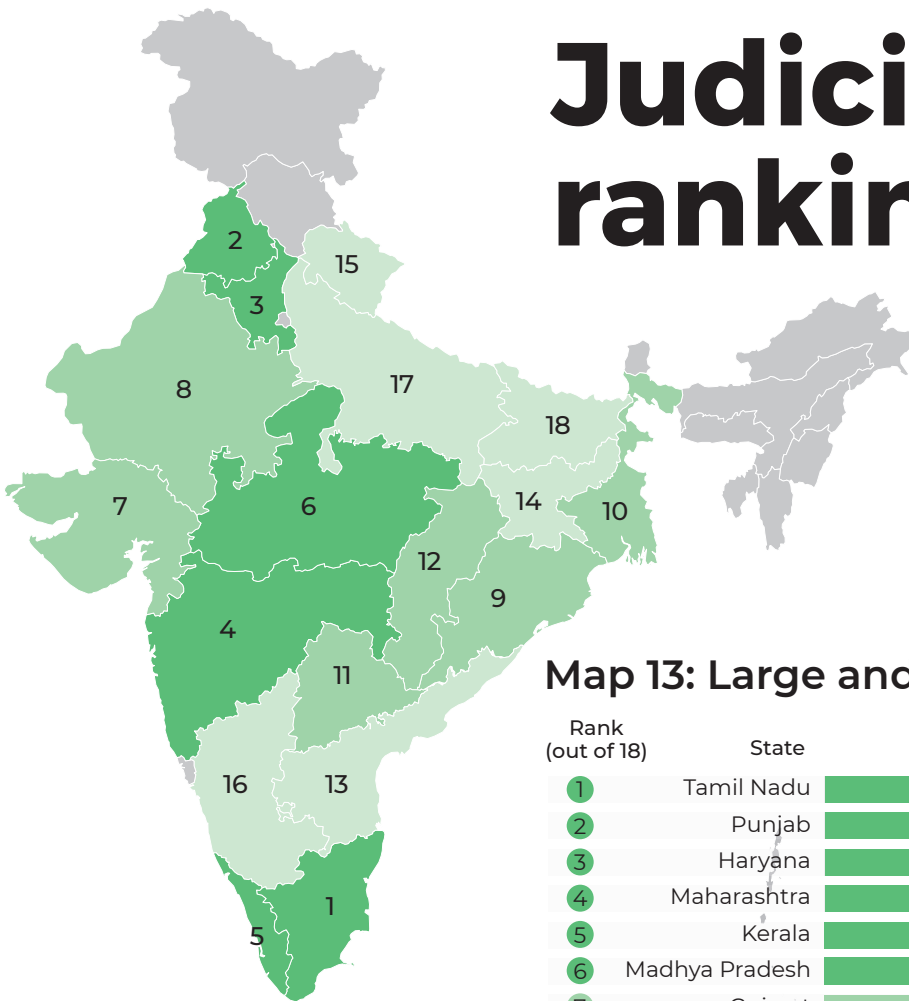 Judici
rankin
2
15
3
17
8
18
6
14
7
10
12
9
4
11
16
13
1
5
Map 13: Large and
Rank
(out of 18) State
1 Tamil Nadu
2 Punjab
3 Haryana
4 Maharashtra
5 Kerala
6 Madhya Pradesh